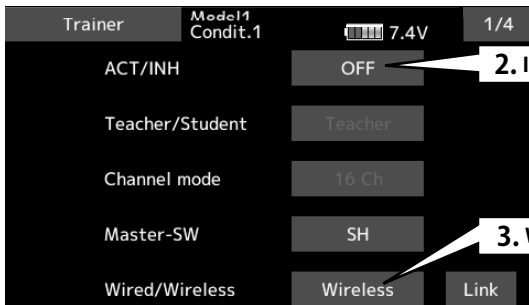 Trainer Model1 Condit.1 7.4V 1/4
ACT/INH OFF 2. I
Teacher/Student Teacher
Channel mode 16 Ch
Master-SW SH 3.
Wired/Wireless Wireless Link